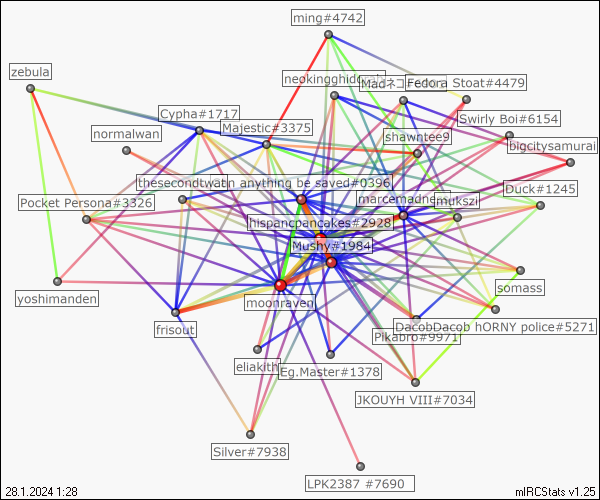 ming#4742
zebula
neokingghid
Madネコ
Fedora Stoat#4479
Cypha#1717
Majestic#3375
Swirly Boi#6154
normalwan
shawntee9
bigcitysamurai
thesecondtwat
n anything be saved#0396
Duck#1245
Pocket Persona#3326
marcemadne
mukszi
hispancpancakes#2928
Mushy#1984
yoshimanden
moonraven
somass
frisout
DacobDacob hORNY police#5271
Pikabro#9971
eliakith
Eg.Master#1378
JKOUYH VIII#7034
Silver#7938
LPK2387 #7690
28.1.2024 1:28
mIRCStats v1.25